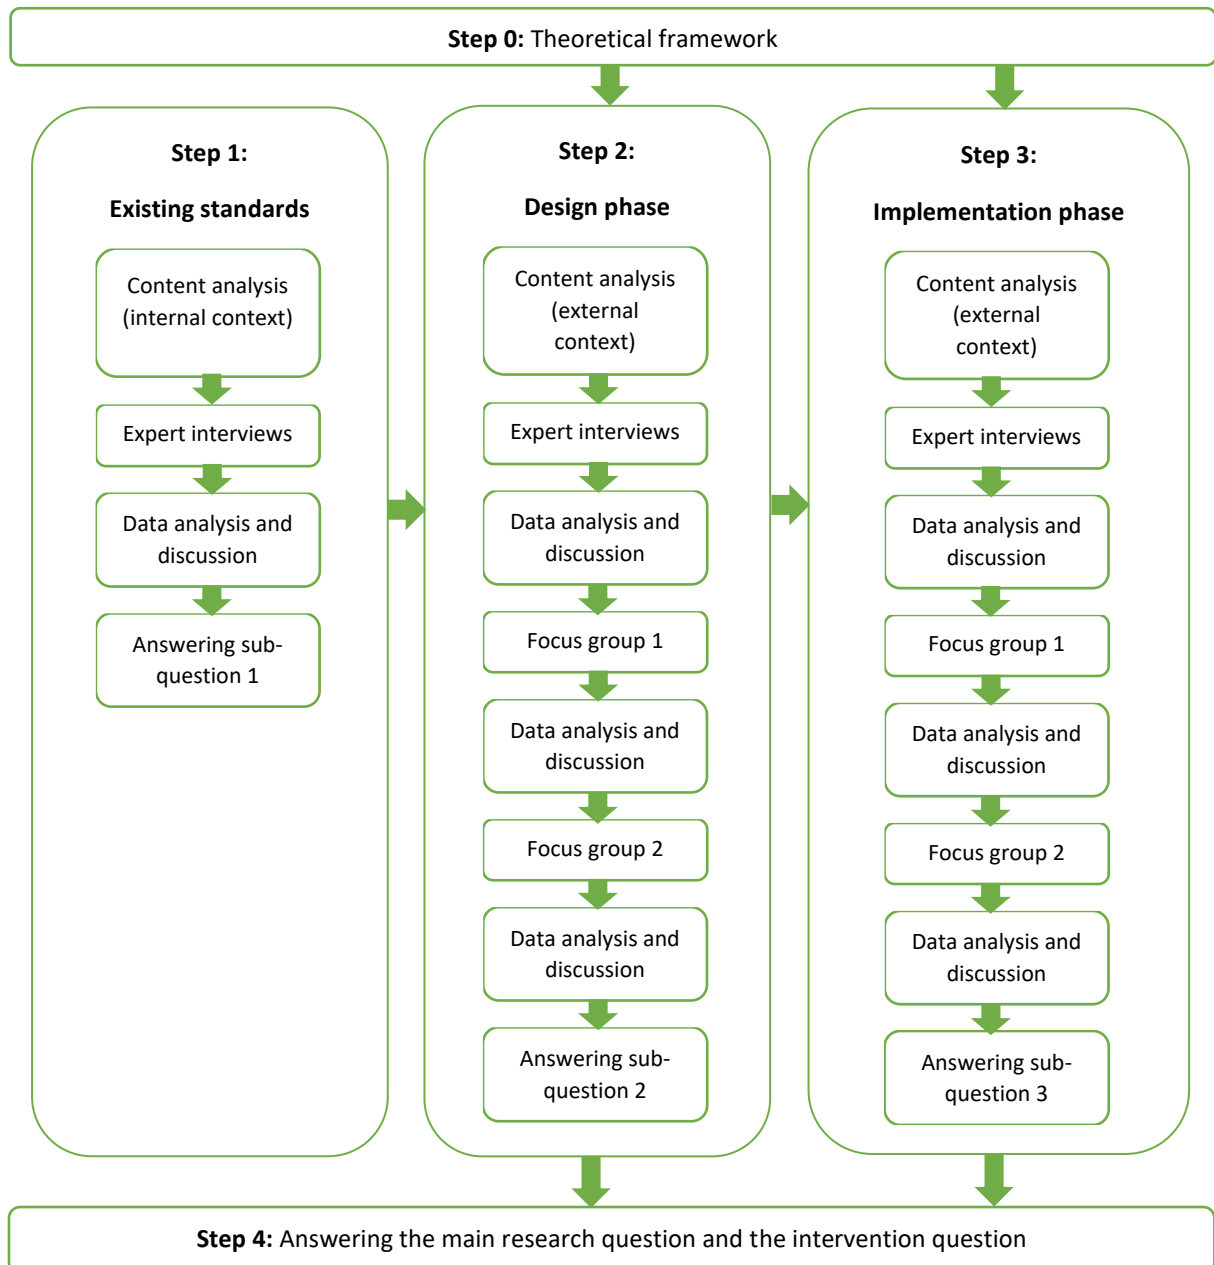 Step 0: Theoretical framework
Step 1:
Existing standards
Content analysis
(internal context)
Expert interviews
Data analysis and
discussion
Answering sub-
question 1
Step 2:
Design phase
Content analysis
(external
context)
Expert interviews
Data analysis and
discussion
Focus group 1
Data analysis and
discussion
Focus group 2
Data analysis and
discussion
Answering sub-
question 2
Step 3:
Implementation phase
Content analysis
(external
context)
Expert interviews
Data analysis and
discussion
Focus group 1
Data analysis and
discussion
Focus group 2
Data analysis and
discussion
Answering sub-
question 3
Step 4: Answering the main research question and the intervention question